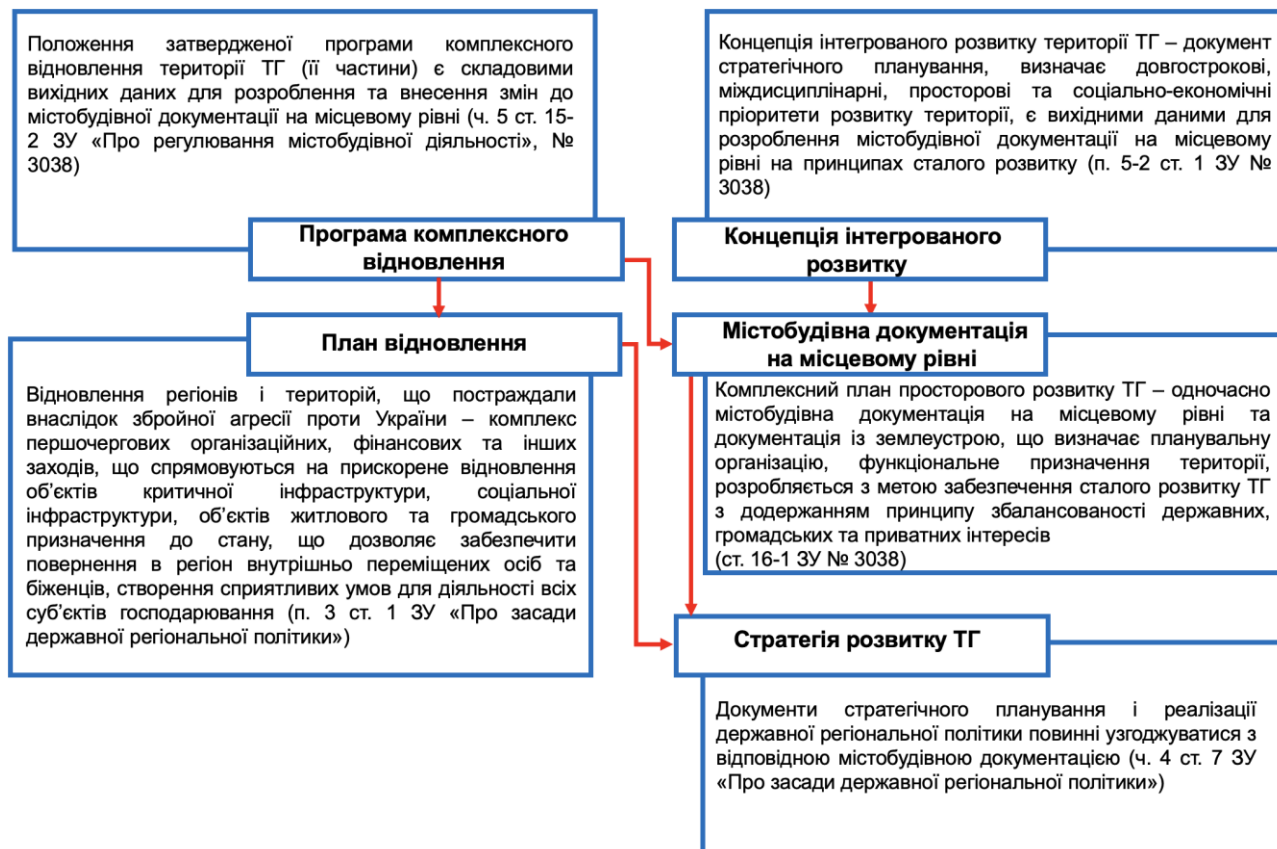 Положення затвердженої програми комплексного
відновлення території ТГ (її частини) є складовими
вихідних даних для розроблення та внесення змін до
містобудівної документації на місцевому рівні (ч. 5 ст. 15-
2 ЗУ «Про регулювання містобудівної діяльності», №
3038)
Програма комплексного
відновлення
Концепція інтегрованого розвитку території ТГ – документ
стратегічного планування, визначає довгострокові,
міждисциплінарні, просторові та соціально-економічні
пріоритети розвитку території, є вихідними даними для
розроблення містобудівної документації на місцевому
рівні на принципах сталого розвитку (п. 5-2 ст. 1 ЗУ №
3038)
Концепція інтегрованого
розвитку
План відновлення
Відновлення регіонів і територій, що постраждали
внаслідок збройної агресії проти України – комплекс
першочергових організаційних, фінансових та інших
заходів, що спрямовуються на прискорене відновлення
об’єктів критичної інфраструктури, соціальної
інфраструктури, об’єктів житлового та громадського
призначення до стану, що дозволяє забезпечити
повернення в регіон внутрішньо переміщених осіб та
біженців, створення сприятливих умов для діяльності всіх
суб’єктів господарювання (п. 3 ст. 1 ЗУ «Про засади
державної регіональної політики»)
Містобудівна документація
на місцевому рівні
Комплексний план просторового розвитку ТГ – одночасно
містобудівна документація на місцевому рівні та
документація із землеустрою, що визначає планувальну
організацію, функціональне призначення території,
розробляється з метою забезпечення сталого розвитку ТГ
з додержанням принципу збалансованості державних,
громадських та приватних інтересів
(ст. 16-1 ЗУ № 3038)
Стратегія розвитку ТГ
Документи стратегічного планування і реалізації
державної регіональної політики повинні узгоджуватися з
відповідною містобудівною документацією (ч. 4 ст. 7 ЗУ
«Про засади державної регіональної політики»)